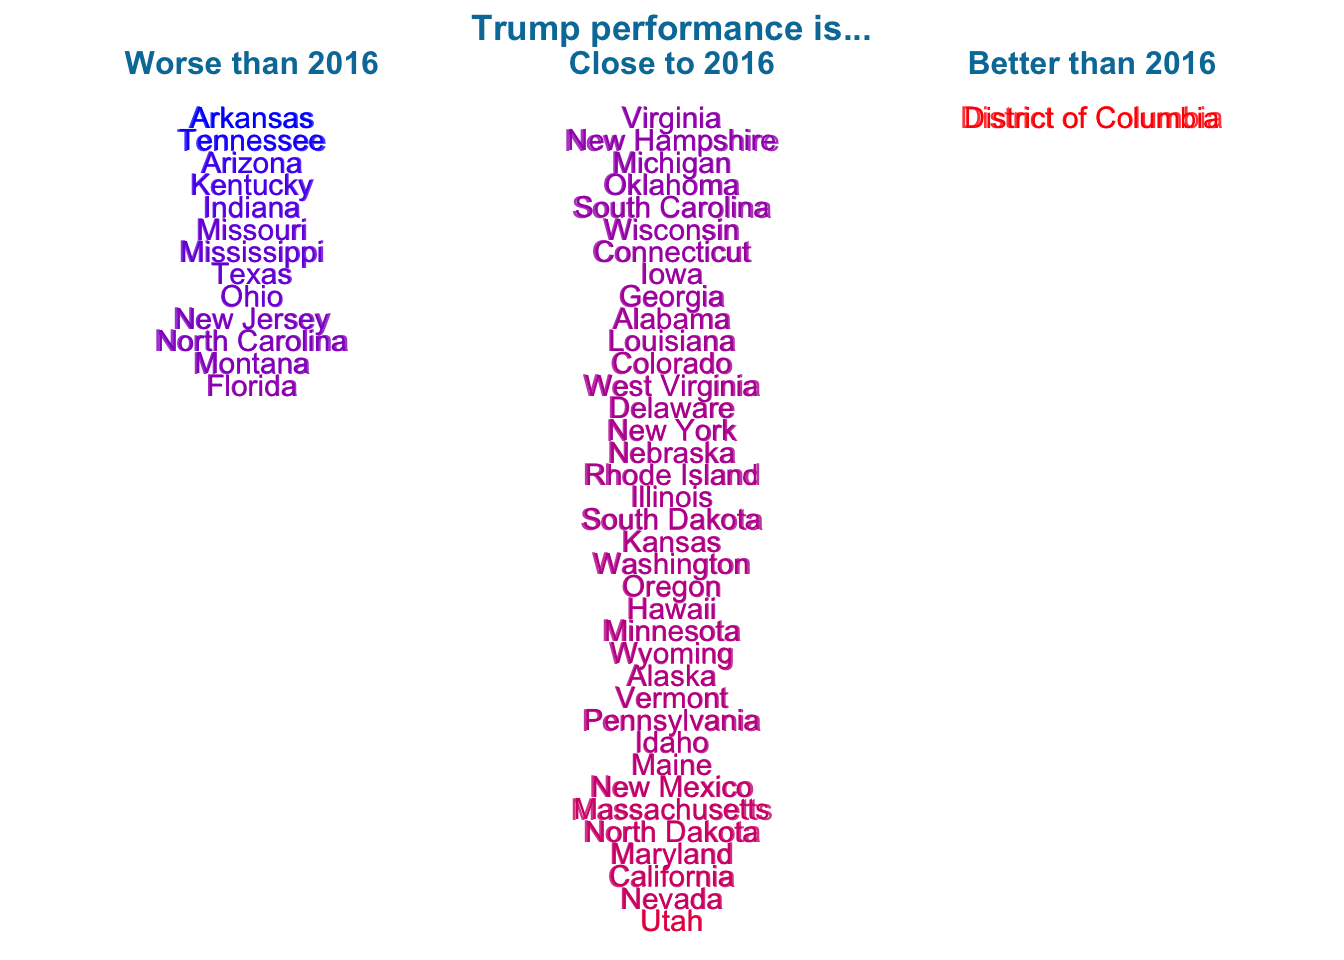 Trump performance is...
Worse than 2016
Arkansas
Tennessee
Arizona
Kentucky
Indiana
Missouri
Mississippi
Texas
Ohio
New Jersey
North Carolina
Montana
Florida
Close to 2016
Virginia
New Hampshire
Michigan
Oklahoma
South Carolina
Wisconsin
Connecticut
Iowa
Georgia
Alabama
Louisiana
Colorado
West Virginia
Delaware
New York
Nebraska
Rhode Island
Illinois
South Dakota
Kansas
Washington
Oregon
Hawaii
Minnesota
Wyoming
Alaska
Vermont
Pennsylvania
Idaho
Maine
New Mexico
Massachusetts
North Dakota
Maryland
California
Nevada
Utah
Better than 2016
District of Columbia